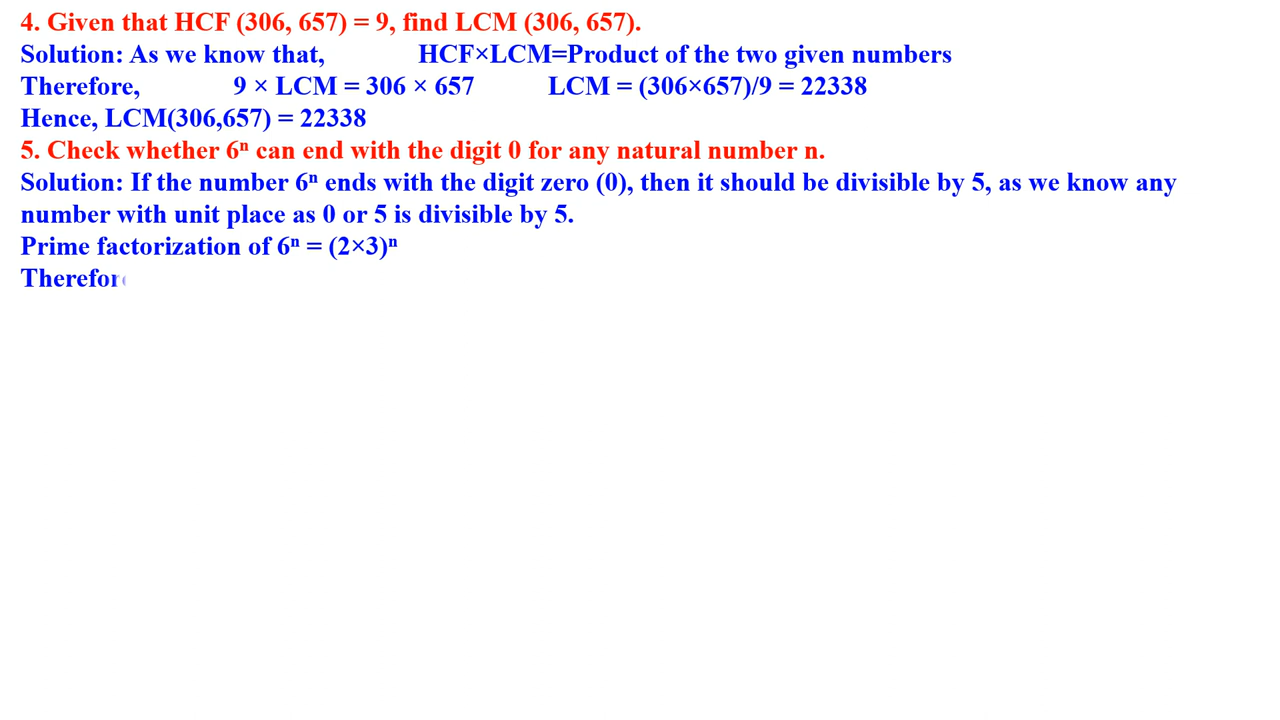 4. Given that HCF (306, 657) = 9, find LCM (306, 657).
Solution: As we know that, HCF×LCM=Product of the two given numbers
Therefore, 9 × LCM = 306 × 657 LCM = (306×657)/9 = 22338
Hence, LCM(306,657) = 22338
5. Check whether 6ⁿ can end with the digit 0 for any natural number n.
Solution: If the number 6ⁿ ends with the digit zero (0), then it should be divisible by 5, as we know any
number with unit place as 0 or 5 is divisible by 5.
Prime factorization of 6ⁿ = (2×3)ⁿ
Therefore